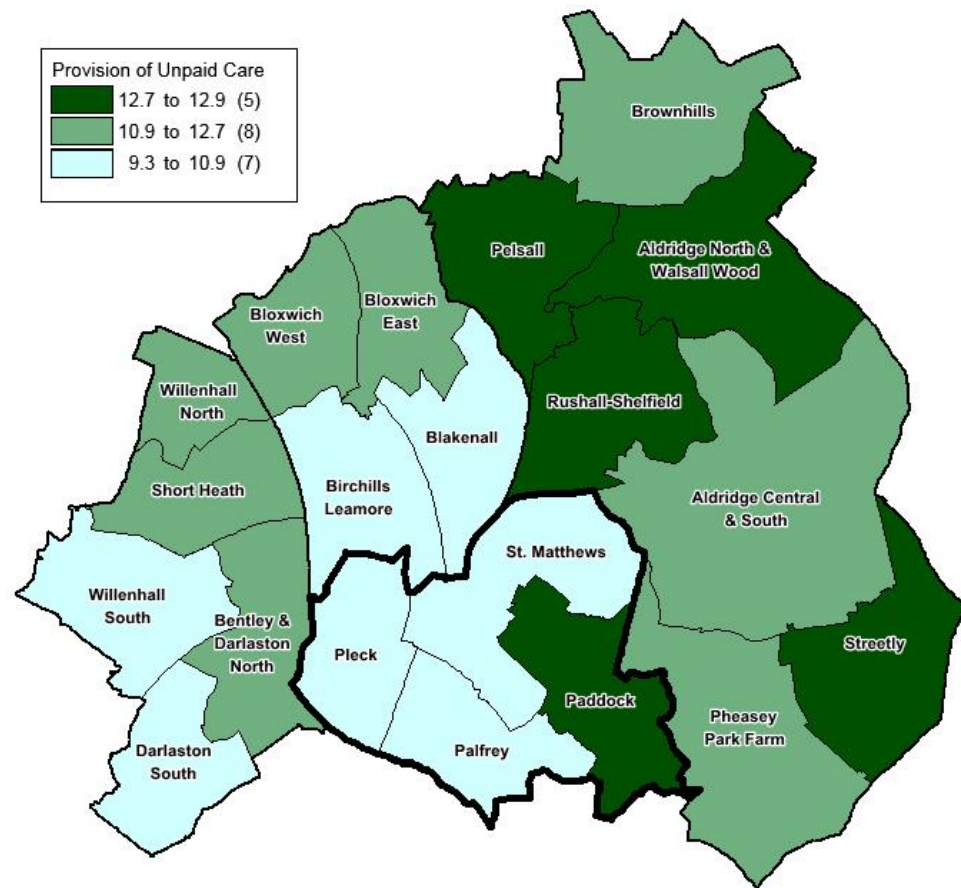 Provision of Unpaid Care
12.7 to 12.9 (5)
10.9 to 12.7 (8)
9.3 to 10.9 (7)
Brownhills
Pelsall
Aldridge North &
Walsall Wood
Bloxwich
West
Bloxwich
East
Willenhall
North
Rushall-Shelfield
Blakenall
Short Heath
Birchills
Leamore
Aldridge Central
& South
St. Matthews
Willenhall
South
Bentley &
Darlaston
North
Pleck
Streetly
Paddock
Pheasey
Park Farm
Darlaston
South
Palfrey